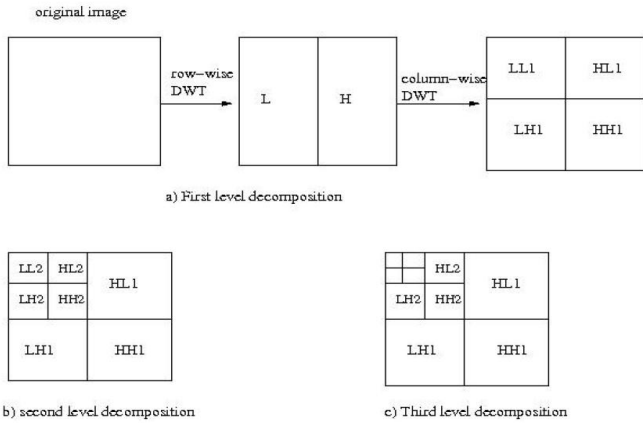 original image
row-wise
DWT
L
H
column-wise
DWT
LL1
HL1
LH1
HH1
a) First level decomposition
LL2
HL2
LH2
HH2
HL1
LH1
HH1
b) second level decomposition
HL2
LH2
HH2
HL1
LH1
HH1
c) Third level decomposition